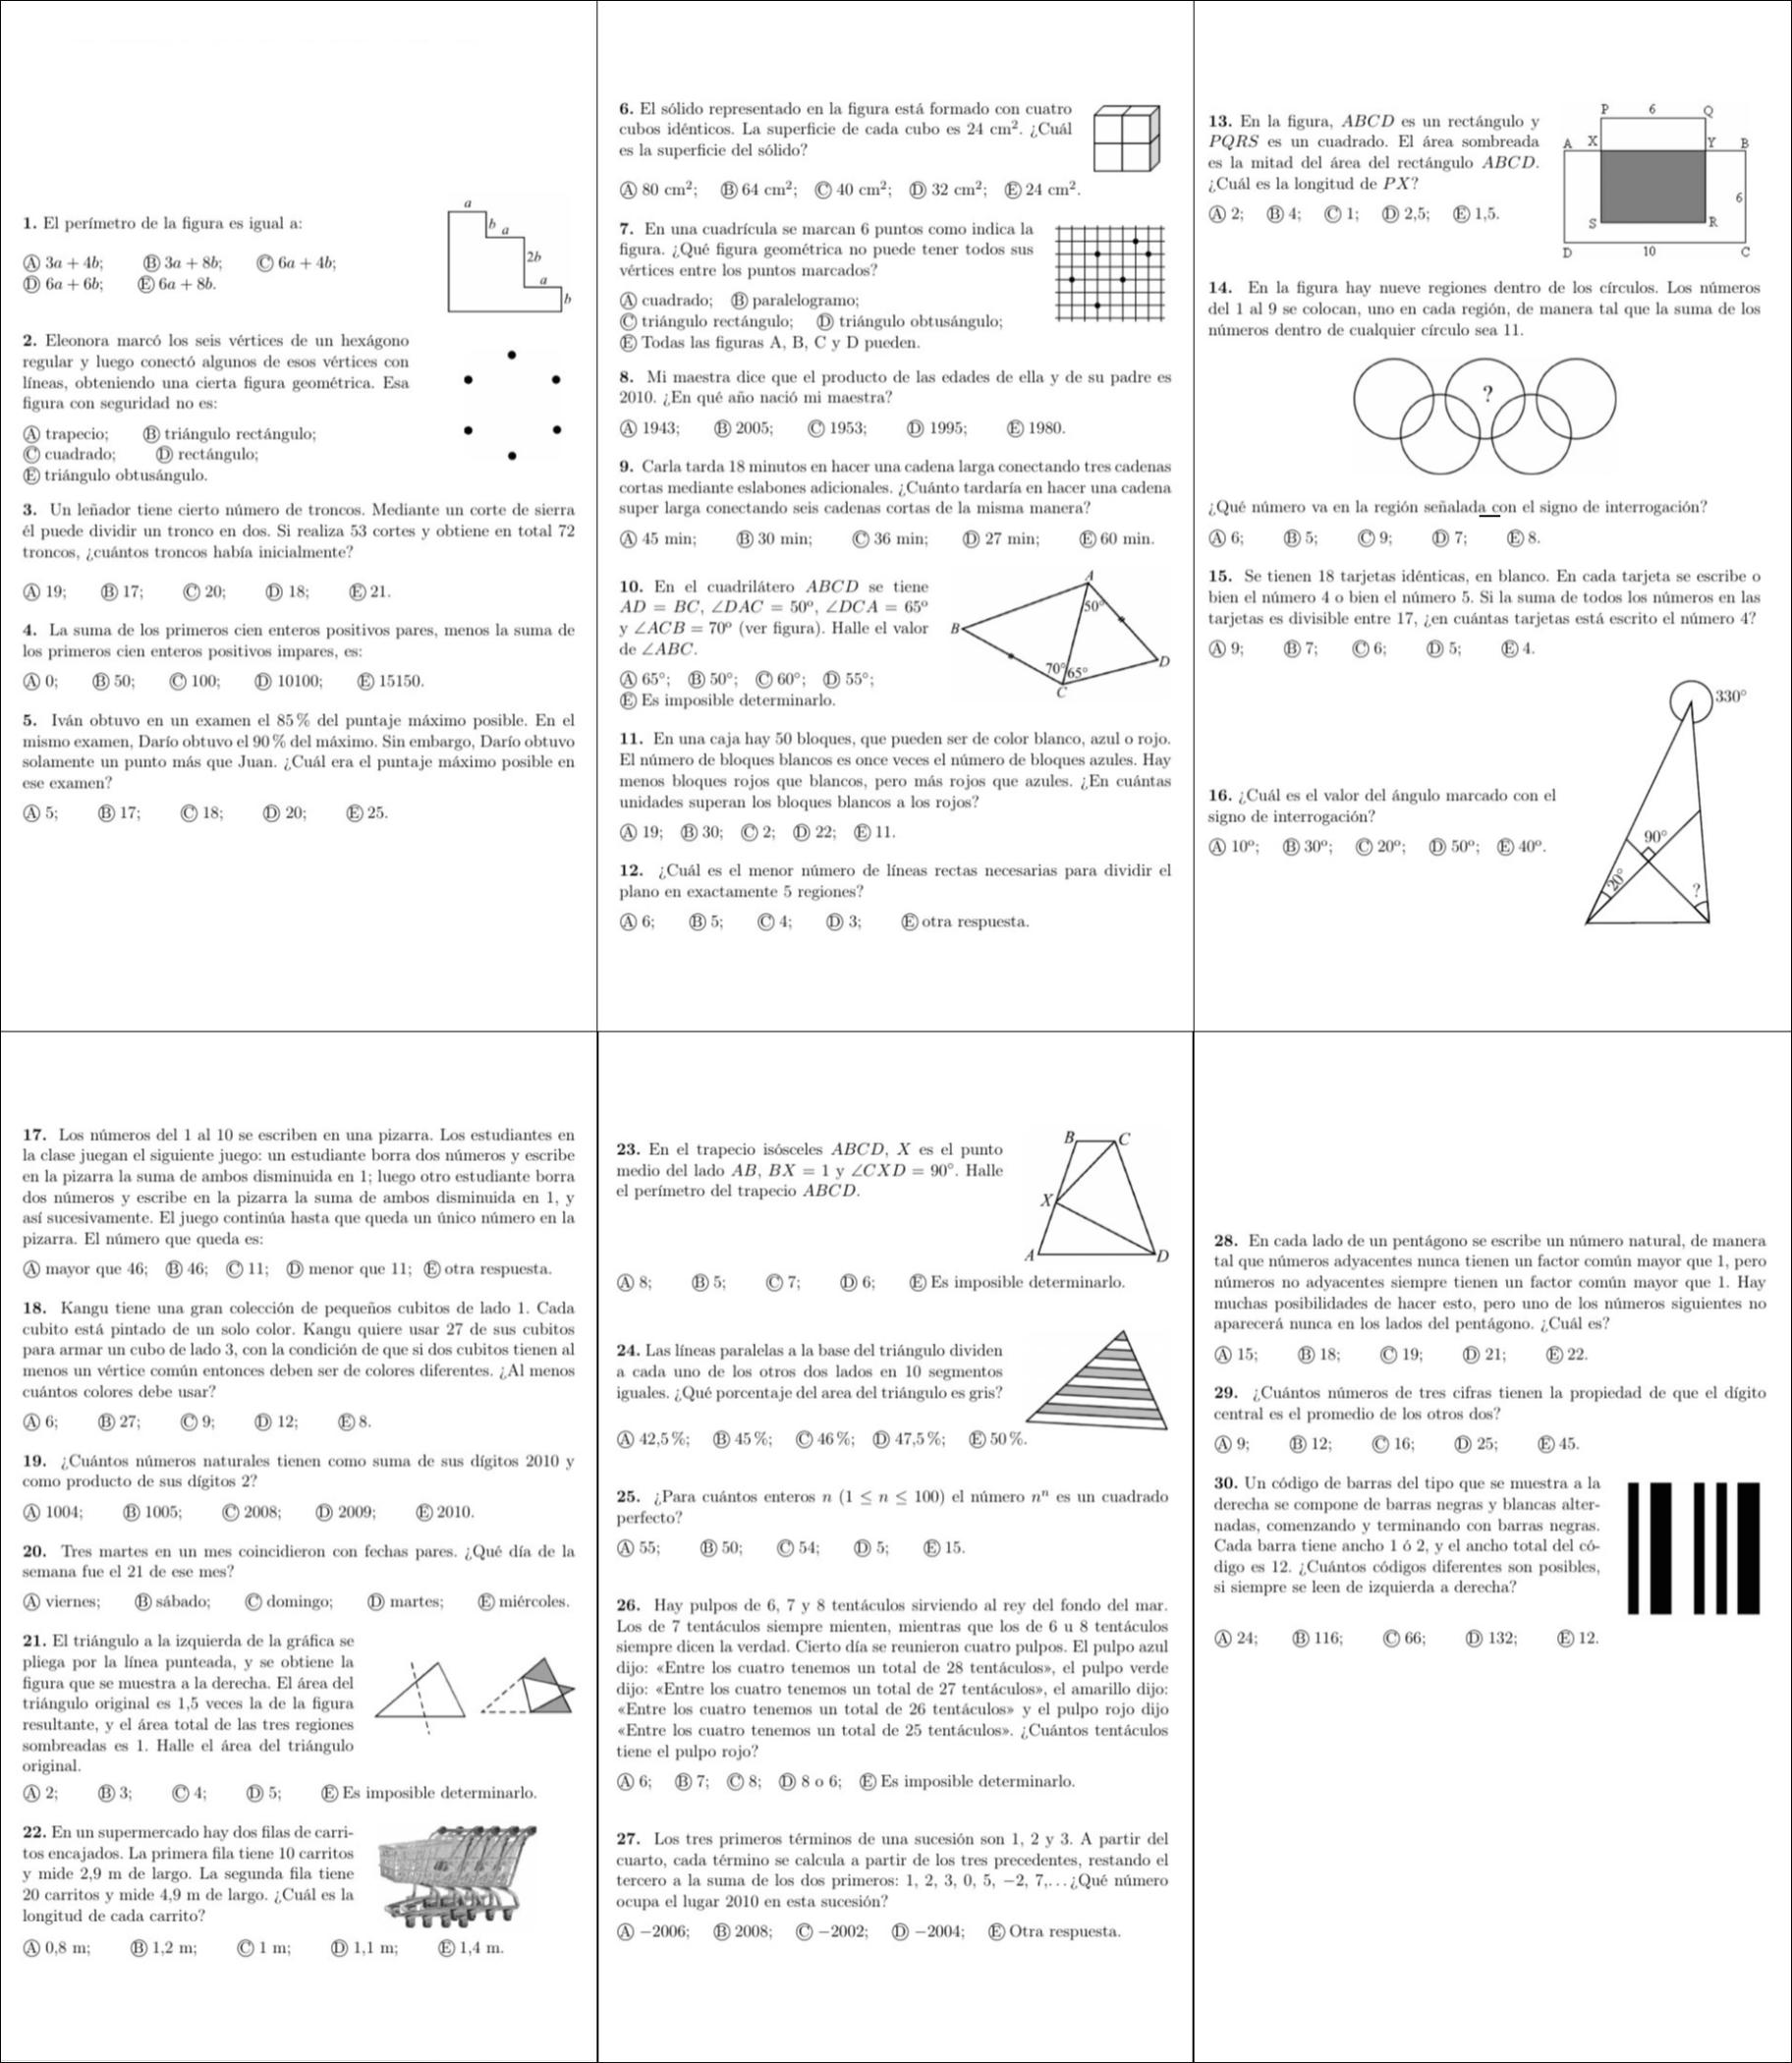 1. El perímetro de la figura es igual a:
Ⓐ 3a + 4b; Ⓑ 3a + 8b; Ⓒ 6a + 4b;
Ⓓ 6a + 6b; Ⓔ 6a + 8b.
a
b
a
2b
a
b
2. Eleonora marcó los seis vértices de un hexágono
regular y luego conectó algunos de esos vértices con
líneas, obteniendo una cierta figura geométrica. Esa
figura con seguridad no es:
Ⓐ trapecio; Ⓑ triángulo rectángulo;
Ⓒ cuadrado; Ⓓ rectángulo;
Ⓔ triángulo obtusángulo.
3. Un leñador tiene cierto número de troncos. Mediante un corte de sierra
él puede dividir un tronco en dos. Si realiza 53 cortes y obtiene en total 72
troncos, ¿cuántos troncos había inicialmente?
Ⓐ 19; Ⓑ 17; Ⓒ 20; Ⓓ 18; Ⓔ 21.
4. La suma de los primeros cien enteros positivos pares, menos la suma de
los primeros cien enteros positivos impares, es:
Ⓐ 0; Ⓑ 50; Ⓒ 100; Ⓓ 10100; Ⓔ 15150.
5. Iván obtuvo en un examen el 85 % del puntaje máximo posible. En el
mismo examen, Darío obtuvo el 90 % del máximo. Sin embargo, Darío obtuvo
solamente un punto más que Juan. ¿Cuál era el puntaje máximo posible en
ese examen?
Ⓐ 5; Ⓑ 17; Ⓒ 18; Ⓓ 20; Ⓔ 25.
6. El sólido representado en la figura está formado con cuatro
cubos idénticos. La superficie de cada cubo es 24 cm². ¿Cuál
es la superficie del sólido?
Ⓐ 80 cm²; Ⓑ 64 cm²; Ⓒ 40 cm²; Ⓓ 32 cm²; Ⓔ 24 cm².
7. En una cuadrícula se marcan 6 puntos como indica la
figura. ¿Qué figura geométrica no puede tener todos sus
vértices entre los puntos marcados?
Ⓐ cuadrado; Ⓑ paralelogramo;
Ⓒ triángulo rectángulo; Ⓓ triángulo obtusángulo;
Ⓔ Todas las figuras A, B, C y D pueden.
8. Mi maestra dice que el producto de las edades de ella y de su padre es
2010. ¿En qué año nació mi maestra?
Ⓐ 1943; Ⓑ 2005; Ⓒ 1953; Ⓓ 1995; Ⓔ 1980.
9. Carla tarda 18 minutos en hacer una cadena larga conectando tres cadenas
cortas mediante eslabones adicionales. ¿Cuánto tardaría en hacer una cadena
super larga conectando seis cadenas cortas de la misma manera?
Ⓐ 45 min; Ⓑ 30 min; Ⓒ 36 min; Ⓓ 27 min; Ⓔ 60 min.
10. En el cuadrilátero ABCD se tiene
AD = BC, ∠DAC = 50º, ∠DCA = 65º
y ∠ACB = 70º (ver figura). Halle el valor
de ∠ABC.
Ⓐ 65°; Ⓑ 50°; Ⓒ 60°; Ⓓ 55°;
Ⓔ Es imposible determinarlo.
A
50°
B
D
70° 65°
C
11. En una caja hay 50 bloques, que pueden ser de color blanco, azul o rojo.
El número de bloques blancos es once veces el número de bloques azules. Hay
menos bloques rojos que blancos, pero más rojos que azules. ¿En cuántas
unidades superan los bloques blancos a los rojos?
Ⓐ 19; Ⓑ 30; Ⓒ 2; Ⓓ 22; Ⓔ 11.
12. ¿Cuál es el menor número de líneas rectas necesarias para dividir el
plano en exactamente 5 regiones?
Ⓐ 6; Ⓑ 5; Ⓒ 4; Ⓓ 3; Ⓔ otra respuesta.
13. En la figura, ABCD es un rectángulo y
PQRS es un cuadrado. El área sombreada
es la mitad del área del rectángulo ABCD.
¿Cuál es la longitud de PX?
Ⓐ 2; Ⓑ 4; Ⓒ 1; Ⓓ 2,5; Ⓔ 1,5.
P 6 Q
A X Y B
6
S R
D 10 C
14. En la figura hay nueve regiones dentro de los círculos. Los números
del 1 al 9 se colocan, uno en cada región, de manera tal que la suma de los
números dentro de cualquier círculo sea 11.
?
¿Qué número va en la región señalada con el signo de interrogación?
Ⓐ 6; Ⓑ 5; Ⓒ 9; Ⓓ 7; Ⓔ 8.
15. Se tienen 18 tarjetas idénticas, en blanco. En cada tarjeta se escribe o
bien el número 4 o bien el número 5. Si la suma de todos los números en las
tarjetas es divisible entre 17, ¿en cuántas tarjetas está escrito el número 4?
Ⓐ 9; Ⓑ 7; Ⓒ 6; Ⓓ 5; Ⓔ 4.
16. ¿Cuál es el valor del ángulo marcado con el
signo de interrogación?
Ⓐ 10º; Ⓑ 30º; Ⓒ 20º; Ⓓ 50º; Ⓔ 40º.
330°
90°
20°
?
17. Los números del 1 al 10 se escriben en una pizarra. Los estudiantes en
la clase juegan el siguiente juego: un estudiante borra dos números y escribe
en la pizarra la suma de ambos disminuida en 1; luego otro estudiante borra
dos números y escribe en la pizarra la suma de ambos disminuida en 1, y
así sucesivamente. El juego continúa hasta que queda un único número en la
pizarra. El número que queda es:
Ⓐ mayor que 46; Ⓑ 46; Ⓒ 11; Ⓓ menor que 11; Ⓔ otra respuesta.
18. Kangu tiene una gran colección de pequeños cubitos de lado 1. Cada
cubito está pintado de un solo color. Kangu quiere usar 27 de sus cubitos
para armar un cubo de lado 3, con la condición de que si dos cubitos tienen al
menos un vértice común entonces deben ser de colores diferentes. ¿Al menos
cuántos colores debe usar?
Ⓐ 6; Ⓑ 27; Ⓒ 9; Ⓓ 12; Ⓔ 8.
19. ¿Cuántos números naturales tienen como suma de sus dígitos 2010 y
como producto de sus dígitos 2?
Ⓐ 1004; Ⓑ 1005; Ⓒ 2008; Ⓓ 2009; Ⓔ 2010.
20. Tres martes en un mes coincidieron con fechas pares. ¿Qué día de la
semana fue el 21 de ese mes?
Ⓐ viernes; Ⓑ sábado; Ⓒ domingo; Ⓓ martes; Ⓔ miércoles.
21. El triángulo a la izquierda de la gráfica se
pliega por la línea punteada, y se obtiene la
figura que se muestra a la derecha. El área del
triángulo original es 1,5 veces la de la figura
resultante, y el área total de las tres regiones
sombreadas es 1. Halle el área del triángulo
original.
Ⓐ 2; Ⓑ 3; Ⓒ 4; Ⓓ 5; Ⓔ Es imposible determinarlo.
22. En un supermercado hay dos filas de carri-
tos encajados. La primera fila tiene 10 carritos
y mide 2,9 m de largo. La segunda fila tiene
20 carritos y mide 4,9 m de largo. ¿Cuál es la
longitud de cada carrito?
Ⓐ 0,8 m; Ⓑ 1,2 m; Ⓒ 1 m; Ⓓ 1,1 m; Ⓔ 1,4 m.
23. En el trapecio isósceles ABCD, X es el punto
medio del lado AB, BX = 1 y ∠CXD = 90°. Halle
el perímetro del trapecio ABCD.
B C
X
A D
Ⓐ 8; Ⓑ 5; Ⓒ 7; Ⓓ 6; Ⓔ Es imposible determinarlo.
24. Las líneas paralelas a la base del triángulo dividen
a cada uno de los otros dos lados en 10 segmentos
iguales. ¿Qué porcentaje del area del triángulo es gris?
Ⓐ 42,5 %; Ⓑ 45 %; Ⓒ 46 %; Ⓓ 47,5 %; Ⓔ 50 %.
25. ¿Para cuántos enteros n (1 ≤ n ≤ 100) el número nⁿ es un cuadrado
perfecto?
Ⓐ 55; Ⓑ 50; Ⓒ 54; Ⓓ 5; Ⓔ 15.
26. Hay pulpos de 6, 7 y 8 tentáculos sirviendo al rey del fondo del mar.
Los de 7 tentáculos siempre mienten, mientras que los de 6 u 8 tentáculos
siempre dicen la verdad. Cierto día se reunieron cuatro pulpos. El pulpo azul
dijo: «Entre los cuatro tenemos un total de 28 tentáculos», el pulpo verde
dijo: «Entre los cuatro tenemos un total de 27 tentáculos», el amarillo dijo:
«Entre los cuatro tenemos un total de 26 tentáculos» y el pulpo rojo dijo
«Entre los cuatro tenemos un total de 25 tentáculos». ¿Cuántos tentáculos
tiene el pulpo rojo?
Ⓐ 6; Ⓑ 7; Ⓒ 8; Ⓓ 8 o 6; Ⓔ Es imposible determinarlo.
27. Los tres primeros términos de una sucesión son 1, 2 y 3. A partir del
cuarto, cada término se calcula a partir de los tres precedentes, restando el
tercero a la suma de los dos primeros: 1, 2, 3, 0, 5, −2, 7,... ¿Qué número
ocupa el lugar 2010 en esta sucesión?
Ⓐ −2006; Ⓑ 2008; Ⓒ −2002; Ⓓ −2004; Ⓔ Otra respuesta.
28. En cada lado de un pentágono se escribe un número natural, de manera
tal que números adyacentes nunca tienen un factor común mayor que 1, pero
números no adyacentes siempre tienen un factor común mayor que 1. Hay
muchas posibilidades de hacer esto, pero uno de los números siguientes no
aparecerá nunca en los lados del pentágono. ¿Cuál es?
Ⓐ 15; Ⓑ 18; Ⓒ 19; Ⓓ 21; Ⓔ 22.
29. ¿Cuántos números de tres cifras tienen la propiedad de que el dígito
central es el promedio de los otros dos?
Ⓐ 9; Ⓑ 12; Ⓒ 16; Ⓓ 25; Ⓔ 45.
30. Un código de barras del tipo que se muestra a la
derecha se compone de barras negras y blancas alter-
nadas, comenzando y terminando con barras negras.
Cada barra tiene ancho 1 ó 2, y el ancho total del có-
digo es 12. ¿Cuántos códigos diferentes son posibles,
si siempre se leen de izquierda a derecha?
Ⓐ 24; Ⓑ 116; Ⓒ 66; Ⓓ 132; Ⓔ 12.